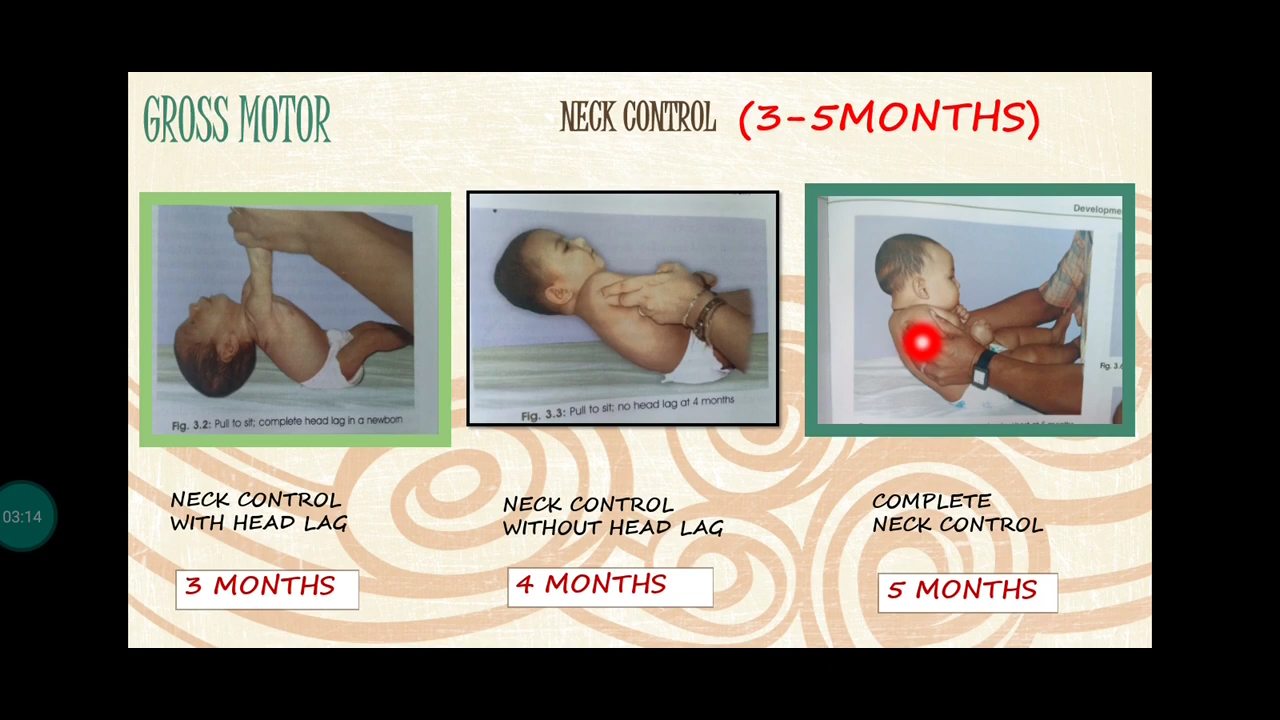 GROSS MOTOR
NECK CONTROL (3-5MONTHS)
Fig. 3.2: Pull to sit; complete head lag in a newborn
Fig. 3.3: Pull to sit; no head lag at 4 months
Developme
Fig. 3.6
NECK CONTROL
WITH HEAD LAG
3 MONTHS
NECK CONTROL
WITHOUT HEAD LAG
4 MONTHS
COMPLETE
NECK CONTROL
5 MONTHS
03:14